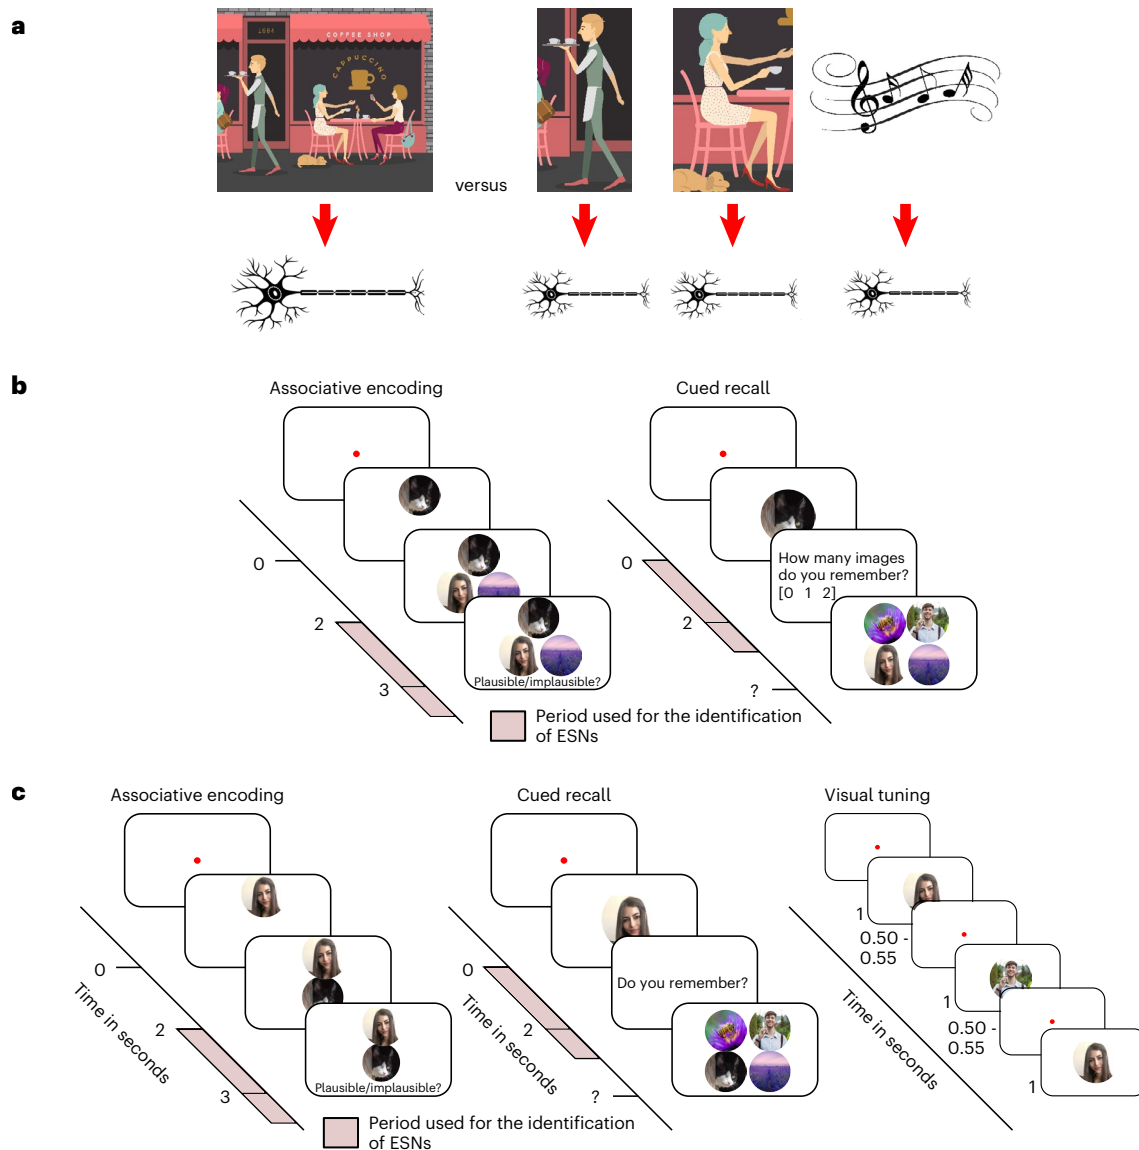 a
1684
COFFEE SHOP
CAPPUCCINO
versus
b
Associative encoding
Cued recall
How many images
do you remember?
[0 1 2]
0
2
3
Plausible/implausible?
0
2
?
Period used for the identification
of ESNs
c
Associative encoding
Cued recall
Visual tuning
0
2
3
Time in seconds
Plausible/implausible?
Do you remember?
0
2
?
Time in seconds
1
0.50 -
0.55
1
0.50 -
0.55
1
Time in seconds
Period used for the identification
of ESNs